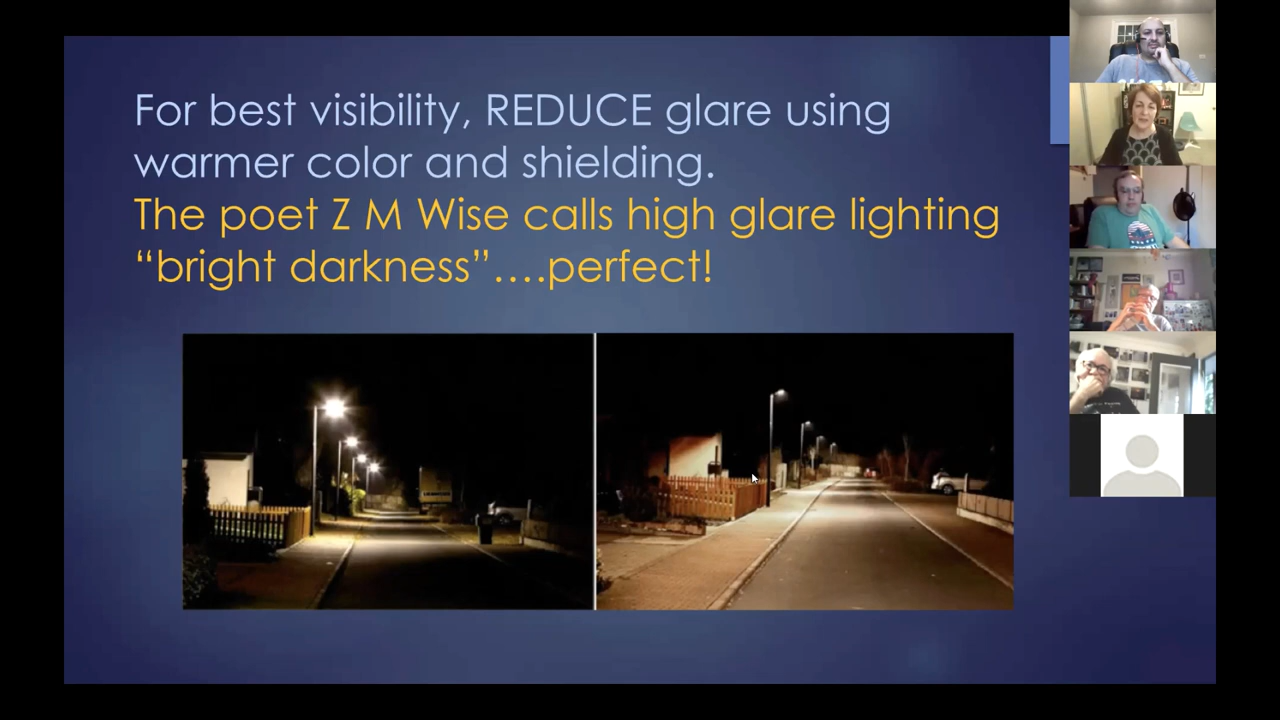 For best visibility, REDUCE glare using
warmer color and shielding.
The poet Z M Wise calls high glare lighting
“bright darkness”....perfect!